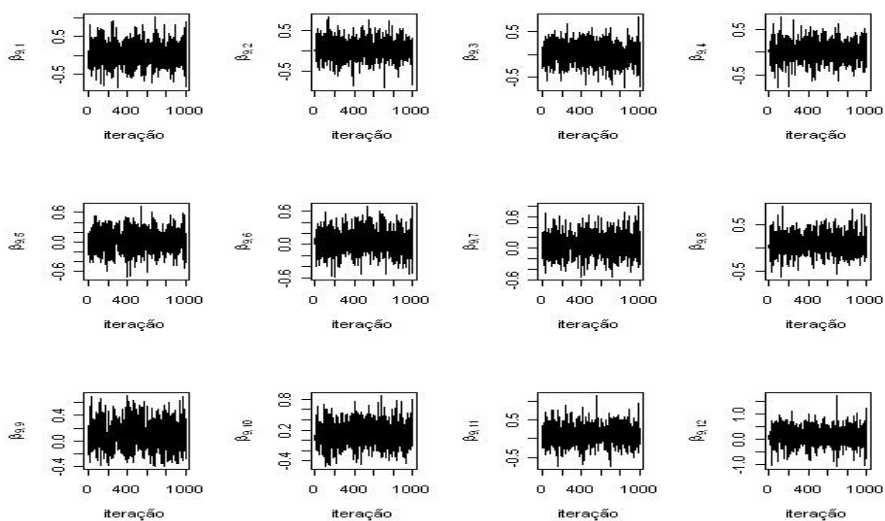 β9,1
0.5
-0.5
0 400 1000
iteração
β9,2
0.5
-0.5
0 400 1000
iteração
β9,3
0.5
-0.5
0 400 1000
iteração
β9,4
0.5
0.0
-0.5
0 400 1000
iteração
β9,5
0.6
0.0
-0.6
0 400 1000
iteração
β9,6
0.6
0.0
-0.6
0 400 1000
iteração
β9,7
0.6
0.0
-0.6
0 400 1000
iteração
β9,8
0.5
-0.5
0 400 1000
iteração
β9,9
0.4
0.0
-0.4
0 400 1000
iteração
β9,10
0.8
0.2
-0.4
0 400 1000
iteração
β9,11
0.5
-0.5
0 400 1000
iteração
β9,12
1.0
0.0
-1.0
0 400 1000
iteração